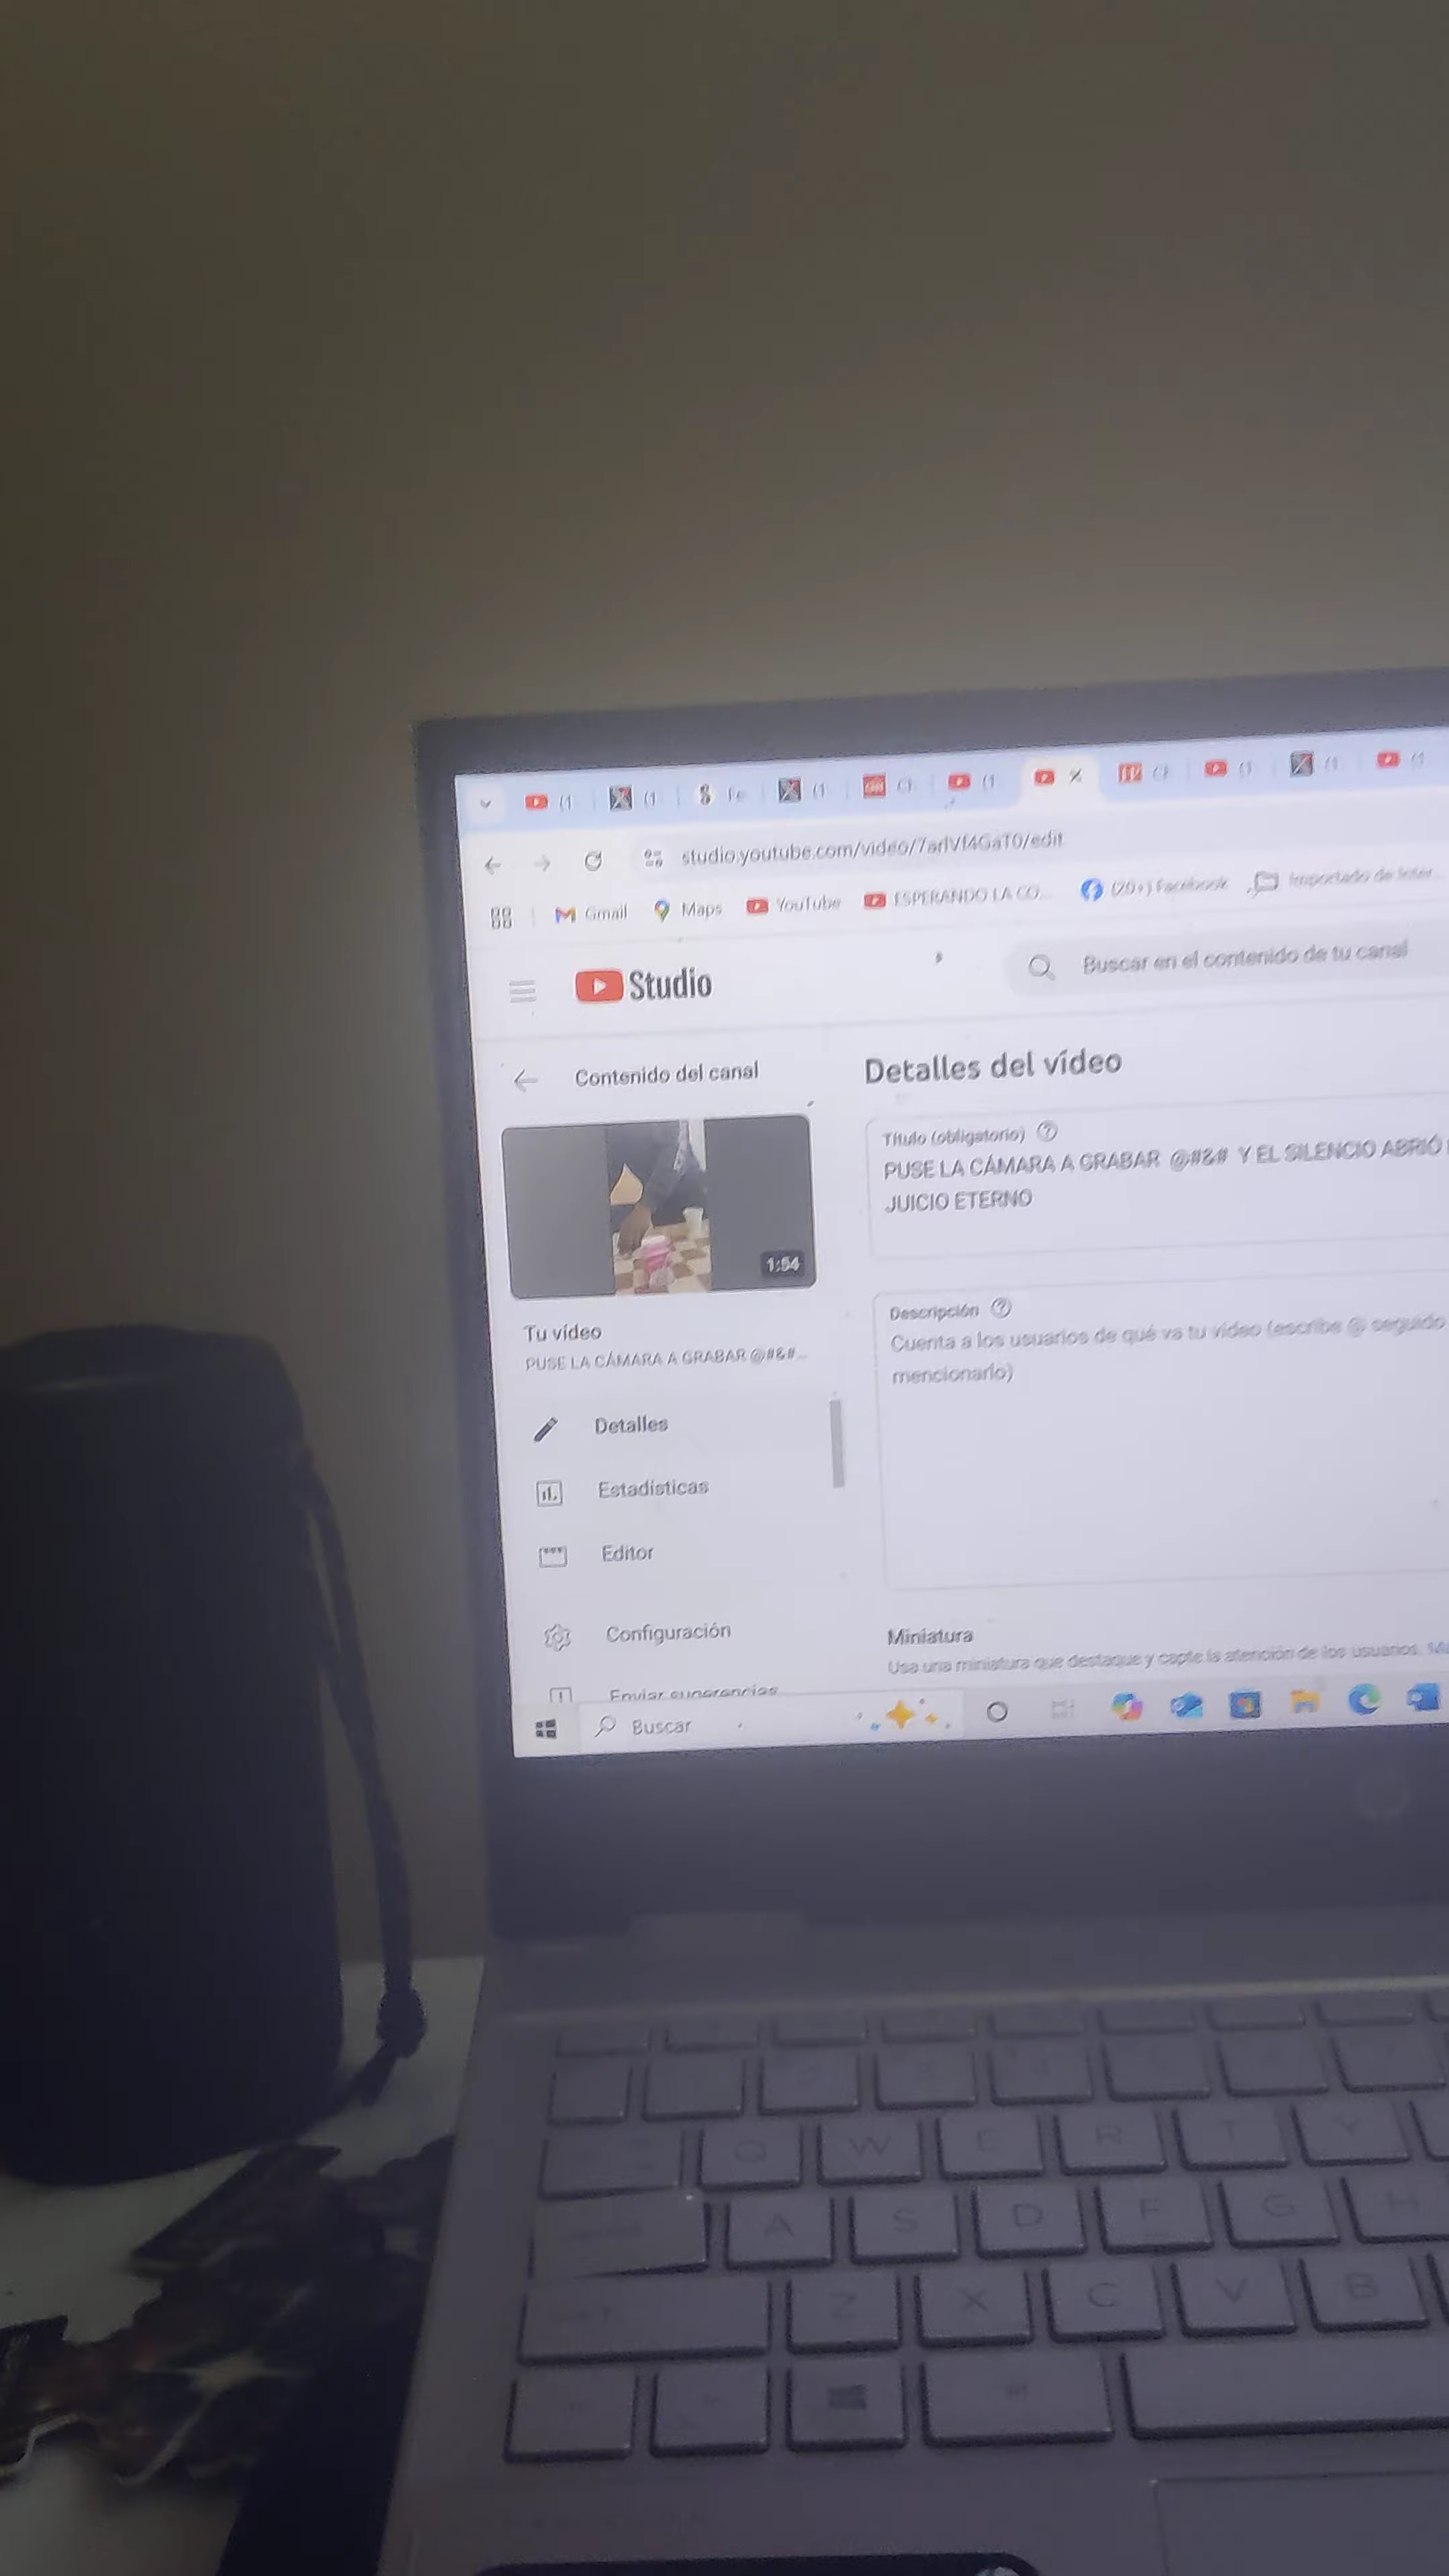 studio.youtube.com/video/7arlVf4GaT0/edit
Gmail Maps YouTube ESPERANDO LA CO... (20+) Facebook Importado de Inter...
Studio
Buscar en el contenido de tu canal
Contenido del canal
Detalles del vídeo
1:54
Título (obligatorio)
PUSE LA CÁMARA A GRABAR @#&# Y EL SILENCIO ABRIÓ
JUICIO ETERNO
Tu vídeo
PUSE LA CÁMARA A GRABAR @#&#...
Descripción
Cuenta a los usuarios de qué va tu vídeo (escribe @ seguido
mencionarlo)
Detalles
Estadísticas
Editor
Configuración
Enviar sugerencias
Miniatura
Usa una miniatura que destaque y capte la atención de los usuarios.
Buscar
Q W E R T Y
A S D F G H
Z X C V B